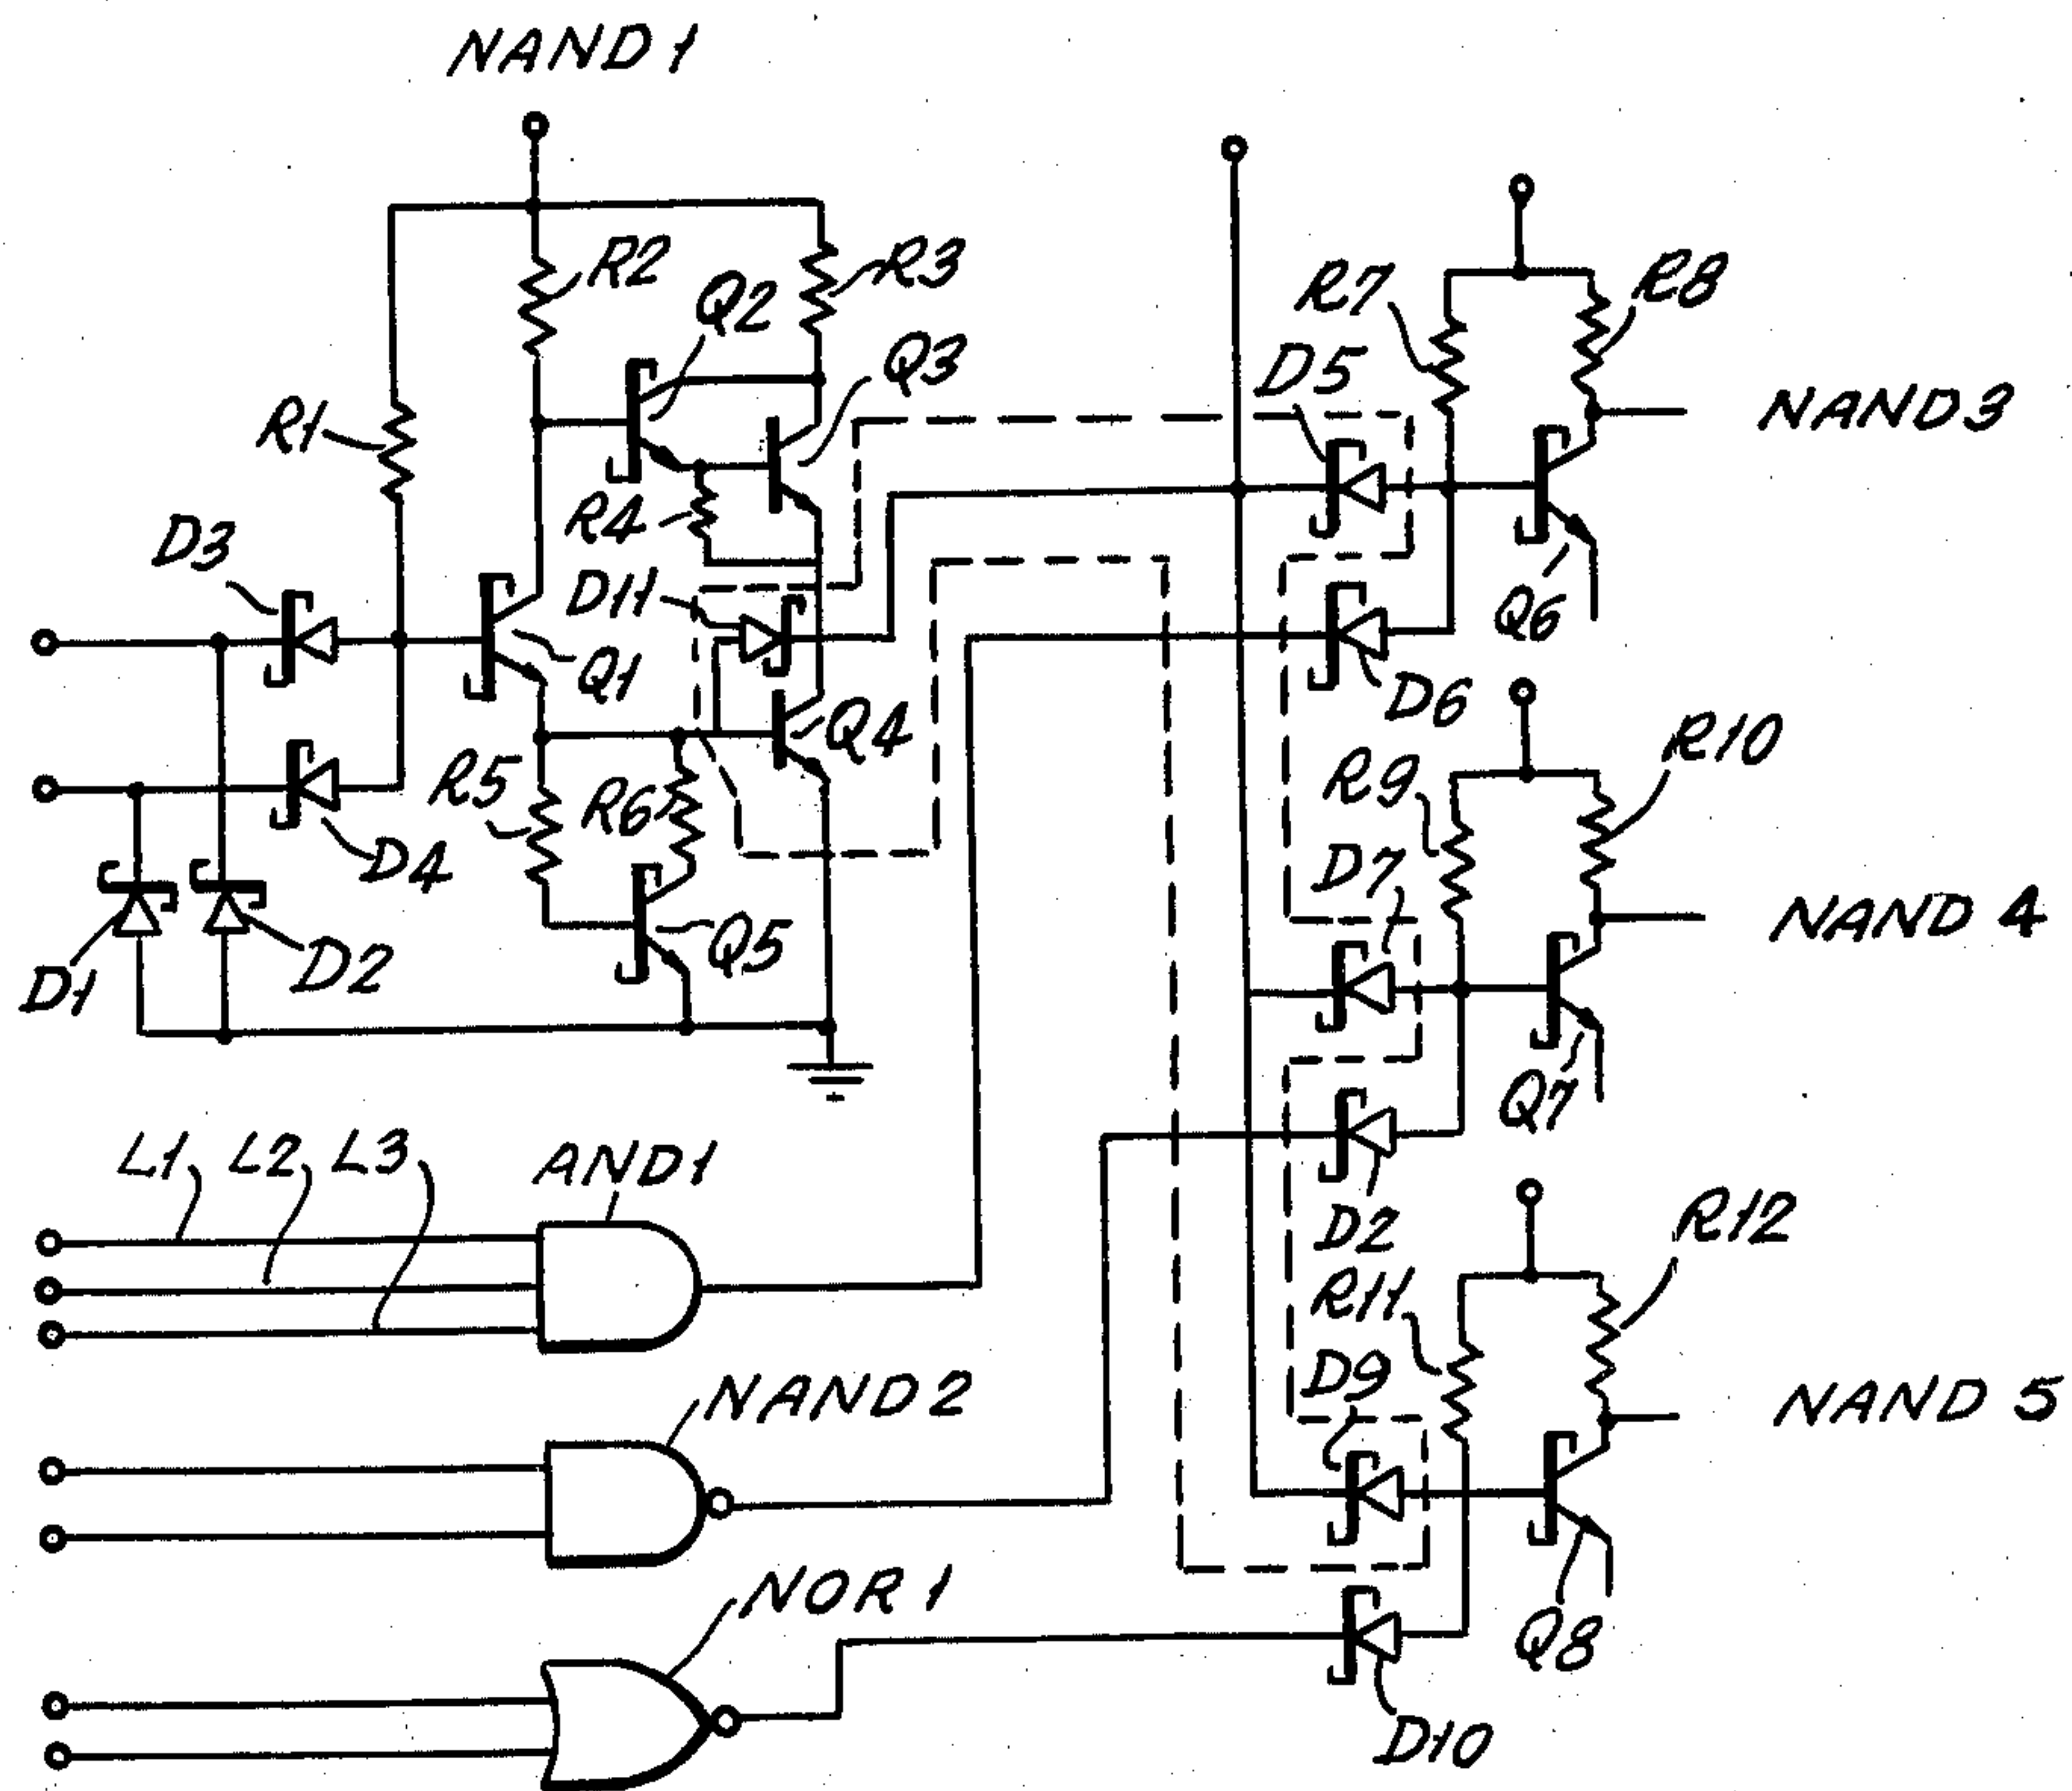 NAND1
R2
R3
Q2
Q3
R1
R4
D3
D11
Q1
Q4
R5
R6
D4
Q5
D1
D2
R7
R8
D5
NAND3
Q6
D6
R10
R9
D7
NAND 4
Q7
D2
R12
R11
D9
NAND 5
Q8
D10
L1
L2
L3
AND1
NAND2
NOR 1